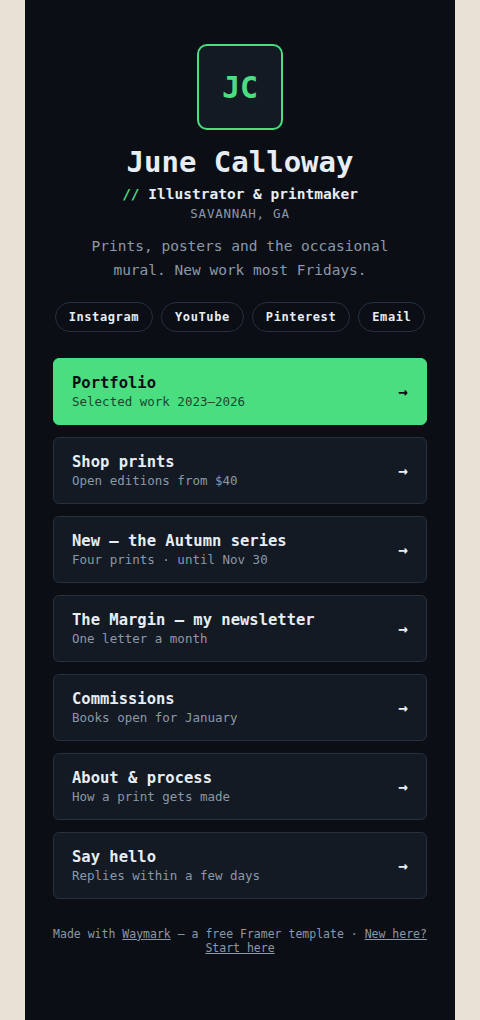 JC
June Calloway
// Illustrator & printmaker
SAVANNAH, GA
Prints, posters and the occasional
mural. New work most Fridays.
Instagram YouTube Pinterest Email
Portfolio
Selected work 2023–2026
→
Shop prints
Open editions from $40
→
New — the Autumn series
Four prints · until Nov 30
→
The Margin — my newsletter
One letter a month
→
Commissions
Books open for January
→
About & process
How a print gets made
→
Say hello
Replies within a few days
→
Made with Waymark — a free Framer template · New here?
Start here